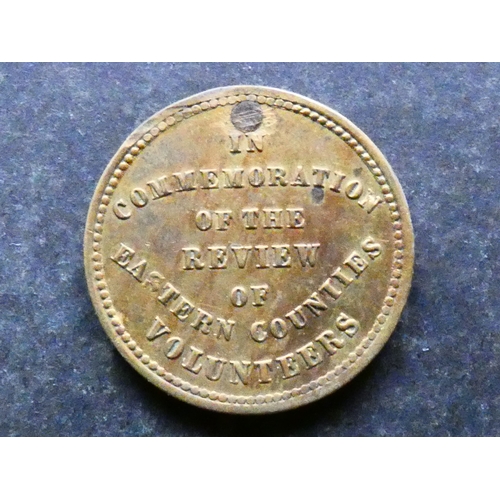 IN
COMMEMORATION
OF THE
REVIEW
OF
EASTERN COUNTIES
VOLUNTEERS